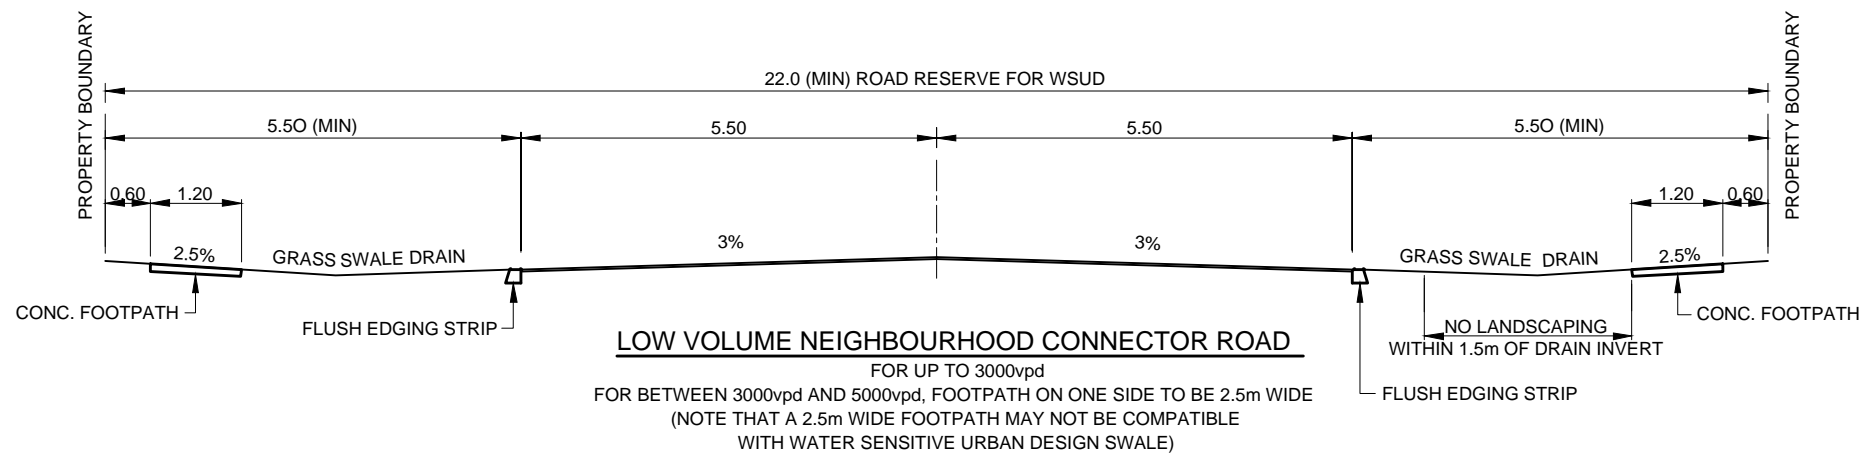 PROPERTY BOUNDARY
PROPERTY BOUNDARY
22.0 (MIN) ROAD RESERVE FOR WSUD
5.5O (MIN)
5.50
5.50
5.5O (MIN)
0.60
1.20
1.20
0.60
2.5%
GRASS SWALE DRAIN
3%
3%
GRASS SWALE DRAIN
2.5%
CONC. FOOTPATH
FLUSH EDGING STRIP
NO LANDSCAPING
WITHIN 1.5m OF DRAIN INVERT
CONC. FOOTPATH
FLUSH EDGING STRIP
LOW VOLUME NEIGHBOURHOOD CONNECTOR ROAD
FOR UP TO 3000vpd
FOR BETWEEN 3000vpd AND 5000vpd, FOOTPATH ON ONE SIDE TO BE 2.5m WIDE
(NOTE THAT A 2.5m WIDE FOOTPATH MAY NOT BE COMPATIBLE
WITH WATER SENSITIVE URBAN DESIGN SWALE)